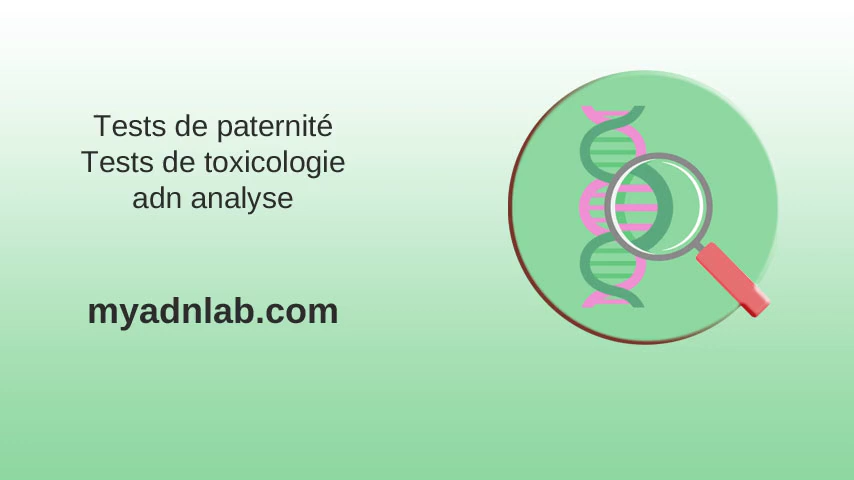 Tests de paternité
Tests de toxicologie
adn analyse
myadnlab.com